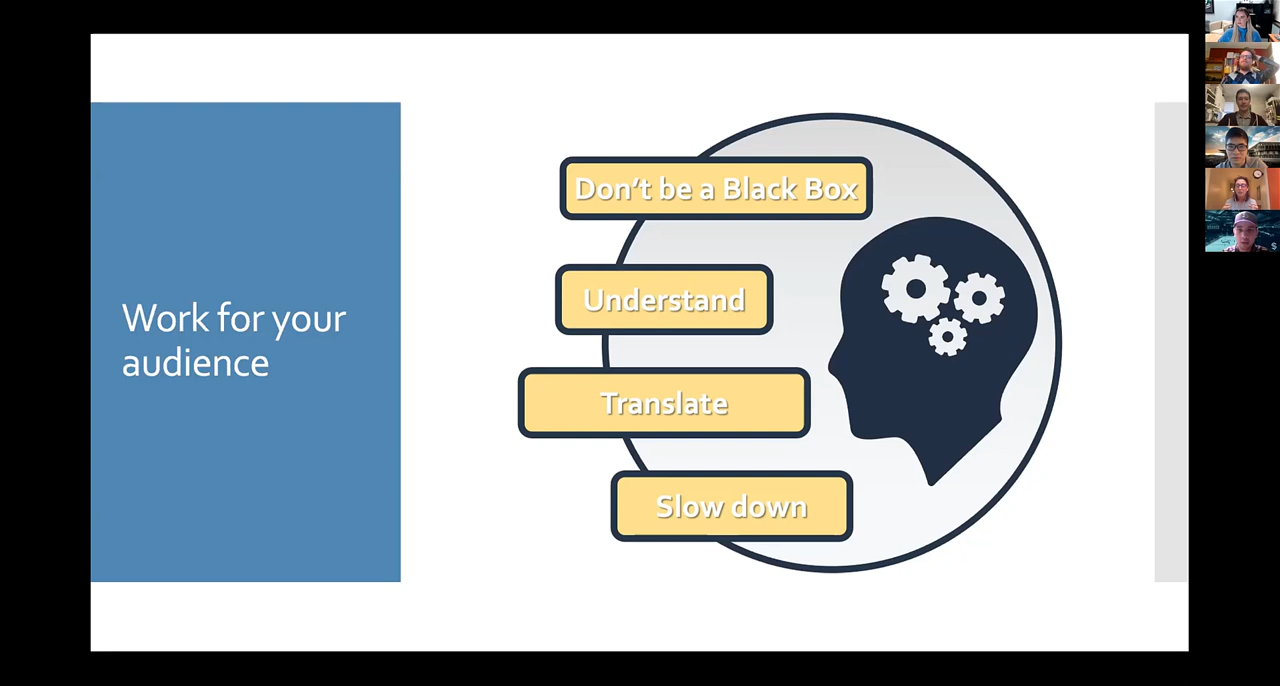 Work for your
audience
Don't be a Black Box
Understand
Translate
Slow down